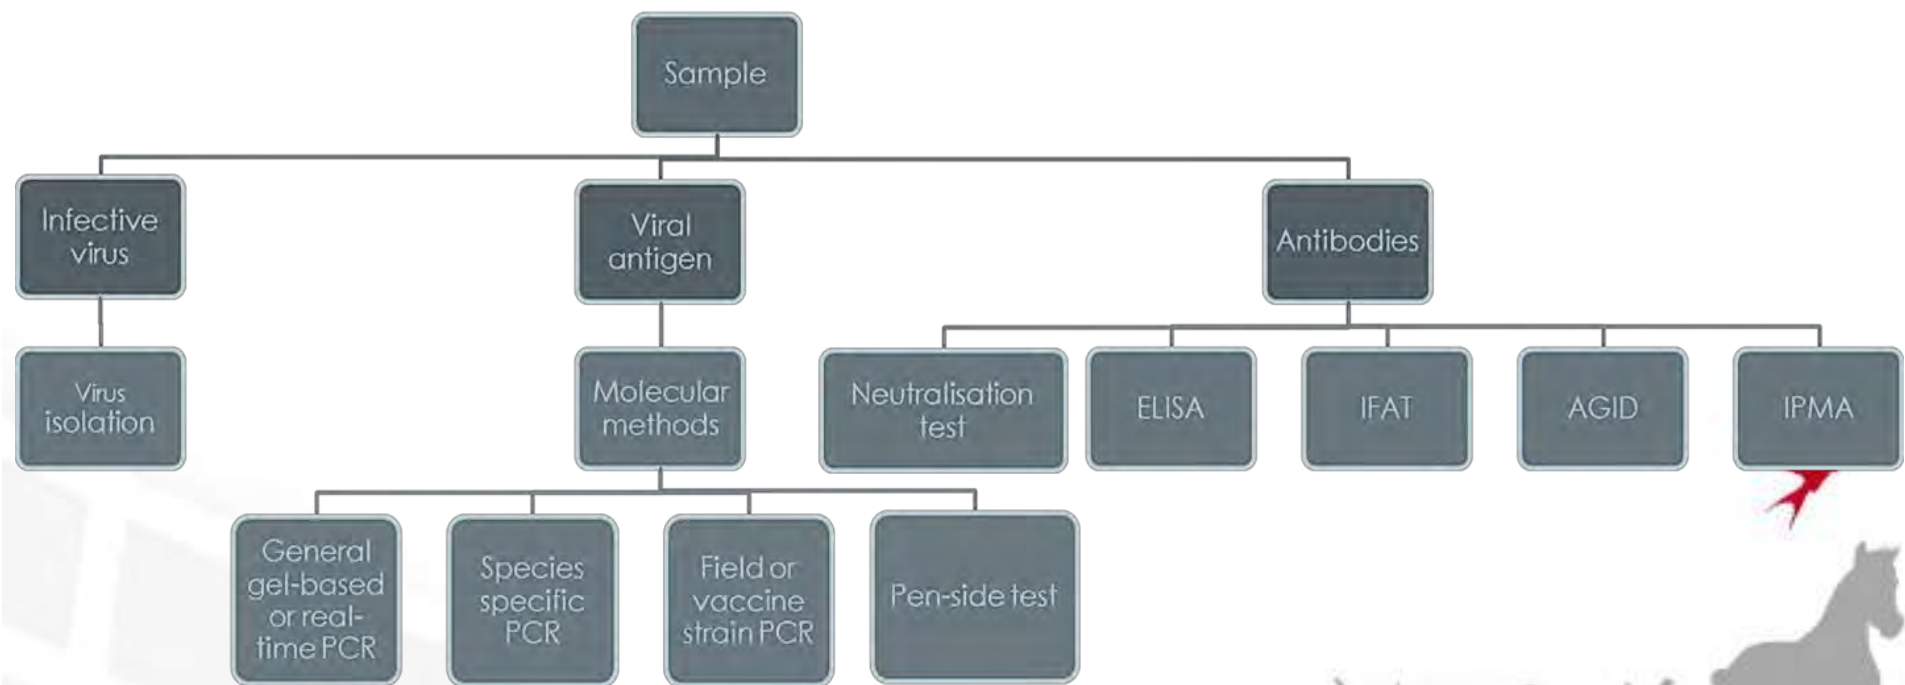 Sample
Infective
virus
Viral
antigen
Antibodies
Virus
isolation
Molecular
methods
Neutralisation
test
ELISA
IFAT
AGID
IPMA
General
gel-based
or real-
time PCR
Species
specific
PCR
Field or
vaccine
strain PCR
Pen-side test